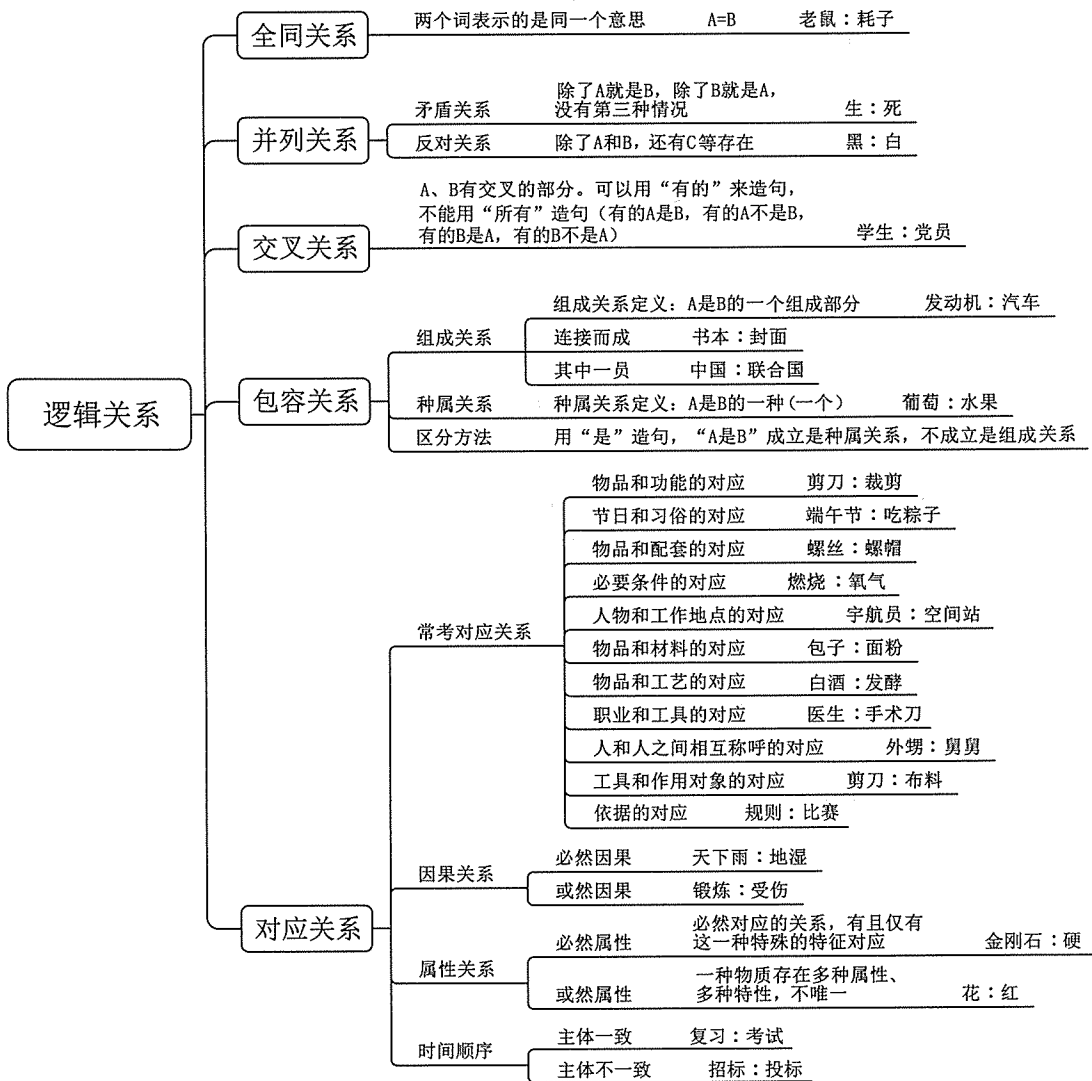 全同关系
两个词表示的是同一个意思 A=B 老鼠：耗子
并列关系
矛盾关系
除了A就是B，除了B就是A，
没有第三种情况 生：死
反对关系 除了A和B，还有C等存在 黑：白
交叉关系
A、B有交叉的部分。可以用“有的”来造句，
不能用“所有”造句（有的A是B，有的A不是B，
有的B是A，有的B不是A） 学生：党员
逻辑关系
包容关系
组成关系
组成关系定义：A是B的一个组成部分 发动机：汽车
连接而成 书本：封面
其中一员 中国：联合国
种属关系 种属关系定义：A是B的一种(一个) 葡萄：水果
区分方法 用“是”造句，“A是B”成立是种属关系，不成立是组成关系
对应关系
常考对应关系
物品和功能的对应 剪刀：裁剪
节日和习俗的对应 端午节：吃粽子
物品和配套的对应 螺丝：螺帽
必要条件的对应 燃烧：氧气
人物和工作地点的对应 宇航员：空间站
物品和材料的对应 包子：面粉
物品和工艺的对应 白酒：发酵
职业和工具的对应 医生：手术刀
人和人之间相互称呼的对应 外甥：舅舅
工具和作用对象的对应 剪刀：布料
依据的对应 规则：比赛
因果关系
必然因果 天下雨：地湿
或然因果 锻炼：受伤
属性关系
必然属性
必然对应的关系，有且仅有
这一种特殊的特征对应 金刚石：硬
或然属性
一种物质存在多种属性、
多种特性，不唯一 花：红
时间顺序
主体一致 复习：考试
主体不一致 招标：投标